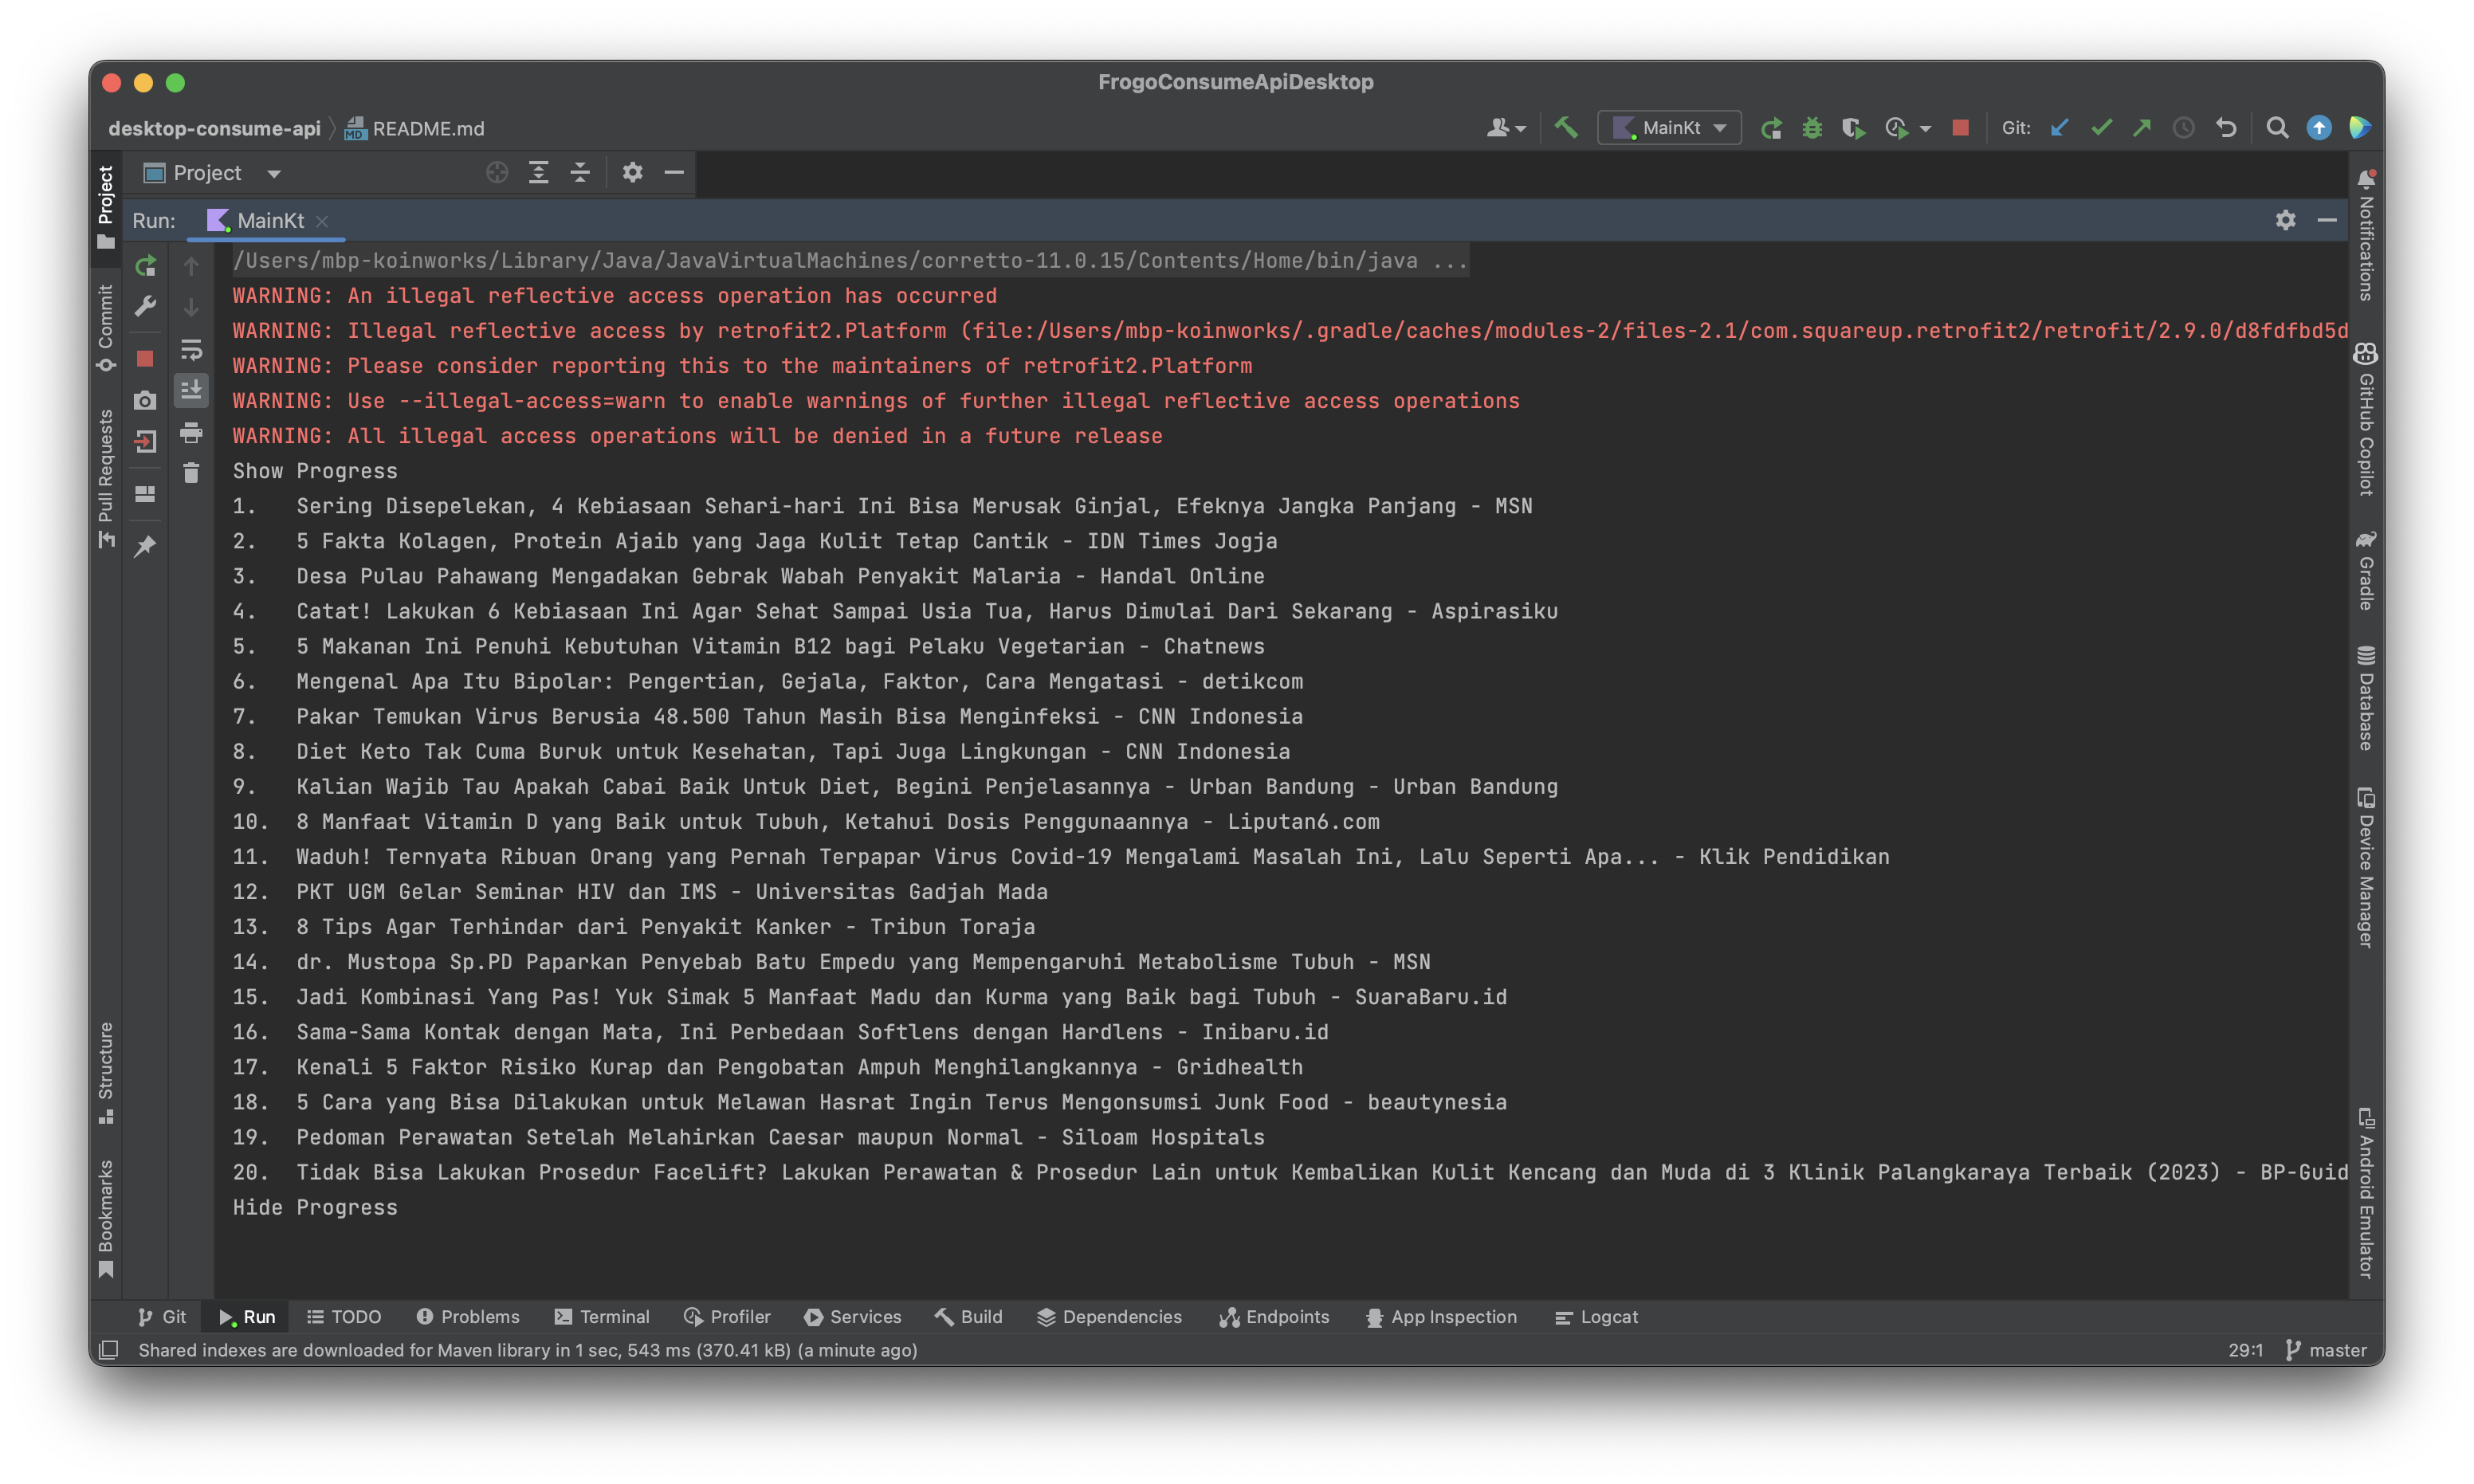 FrogoConsumeApiDesktop
desktop-consume-api README.md
MainKt
Git:
Project
Run: MainKt
/Users/mbp-koinworks/Library/Java/JavaVirtualMachines/corretto-11.0.15/Contents/Home/bin/java ...
WARNING: An illegal reflective access operation has occurred
WARNING: Illegal reflective access by retrofit2.Platform (file:/Users/mbp-koinworks/.gradle/caches/modules-2/files-2.1/com.squareup.retrofit2/retrofit/2.9.0/d8fdfbd5d
WARNING: Please consider reporting this to the maintainers of retrofit2.Platform
WARNING: Use --illegal-access=warn to enable warnings of further illegal reflective access operations
WARNING: All illegal access operations will be denied in a future release
Show Progress
1. Sering Disepelekan, 4 Kebiasaan Sehari-hari Ini Bisa Merusak Ginjal, Efeknya Jangka Panjang - MSN
2. 5 Fakta Kolagen, Protein Ajaib yang Jaga Kulit Tetap Cantik - IDN Times Jogja
3. Desa Pulau Pahawang Mengadakan Gebrak Wabah Penyakit Malaria - Handal Online
4. Catat! Lakukan 6 Kebiasaan Ini Agar Sehat Sampai Usia Tua, Harus Dimulai Dari Sekarang - Aspirasiku
5. 5 Makanan Ini Penuhi Kebutuhan Vitamin B12 bagi Pelaku Vegetarian - Chatnews
6. Mengenal Apa Itu Bipolar: Pengertian, Gejala, Faktor, Cara Mengatasi - detikcom
7. Pakar Temukan Virus Berusia 48.500 Tahun Masih Bisa Menginfeksi - CNN Indonesia
8. Diet Keto Tak Cuma Buruk untuk Kesehatan, Tapi Juga Lingkungan - CNN Indonesia
9. Kalian Wajib Tau Apakah Cabai Baik Untuk Diet, Begini Penjelasannya - Urban Bandung - Urban Bandung
10. 8 Manfaat Vitamin D yang Baik untuk Tubuh, Ketahui Dosis Penggunaannya - Liputan6.com
11. Waduh! Ternyata Ribuan Orang yang Pernah Terpapar Virus Covid-19 Mengalami Masalah Ini, Lalu Seperti Apa... - Klik Pendidikan
12. PKT UGM Gelar Seminar HIV dan IMS - Universitas Gadjah Mada
13. 8 Tips Agar Terhindar dari Penyakit Kanker - Tribun Toraja
14. dr. Mustopa Sp.PD Paparkan Penyebab Batu Empedu yang Mempengaruhi Metabolisme Tubuh - MSN
15. Jadi Kombinasi Yang Pas! Yuk Simak 5 Manfaat Madu dan Kurma yang Baik bagi Tubuh - SuaraBaru.id
16. Sama-Sama Kontak dengan Mata, Ini Perbedaan Softlens dengan Hardlens - Inibaru.id
17. Kenali 5 Faktor Risiko Kurap dan Pengobatan Ampuh Menghilangkannya - Gridhealth
18. 5 Cara yang Bisa Dilakukan untuk Melawan Hasrat Ingin Terus Mengonsumsi Junk Food - beautynesia
19. Pedoman Perawatan Setelah Melahirkan Caesar maupun Normal - Siloam Hospitals
20. Tidak Bisa Lakukan Prosedur Facelift? Lakukan Perawatan & Prosedur Lain untuk Kembalikan Kulit Kencang dan Muda di 3 Klinik Palangkaraya Terbaik (2023) - BP-Guid
Hide Progress
Project
Commit
Pull Requests
Structure
Bookmarks
Notifications
GitHub Copilot
Gradle
Database
Device Manager
Android Emulator
Git Run TODO Problems Terminal Profiler Services Build Dependencies Endpoints App Inspection Logcat
Shared indexes are downloaded for Maven library in 1 sec, 543 ms (370.41 kB) (a minute ago) 29:1 master